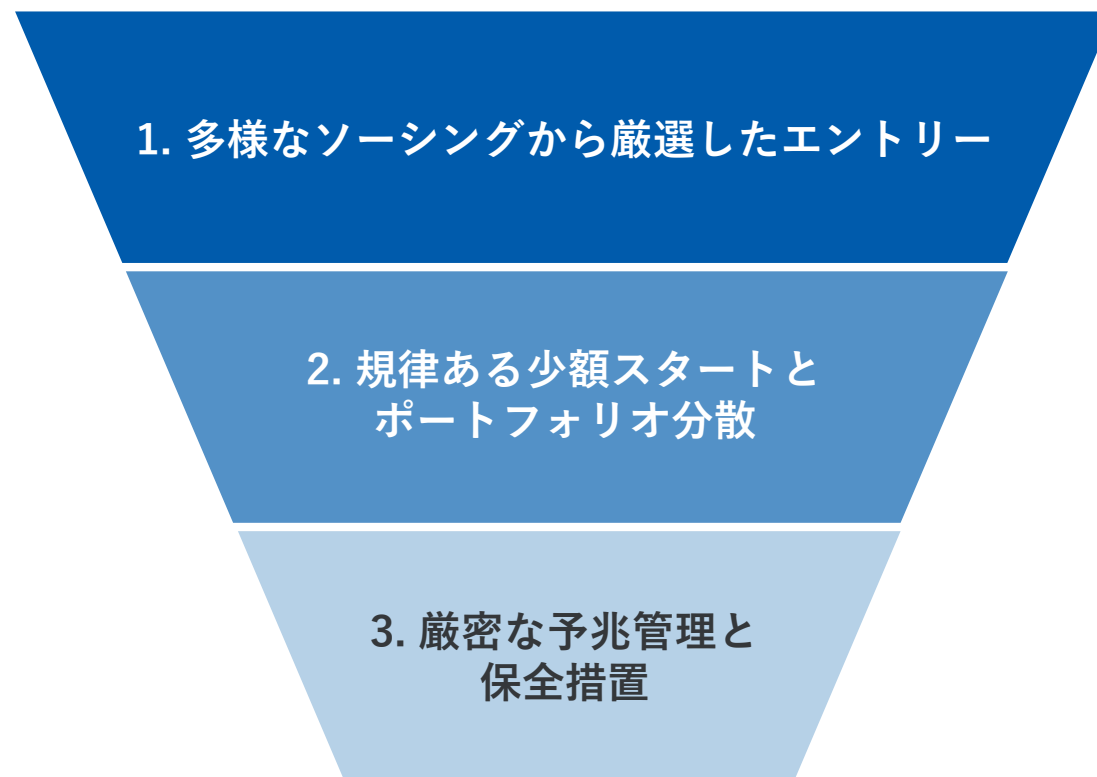 1. 多様なソーシングから厳選したエントリー
2. 規律ある少額スタートと
ポートフォリオ分散
3. 厳密な予兆管理と
保全措置